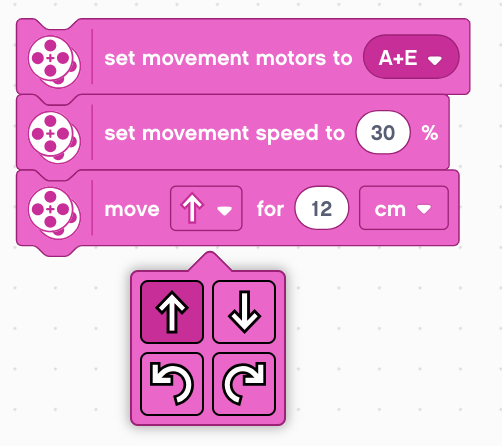 set movement motors to A+E
set movement speed to 30 %
move for 12 cm